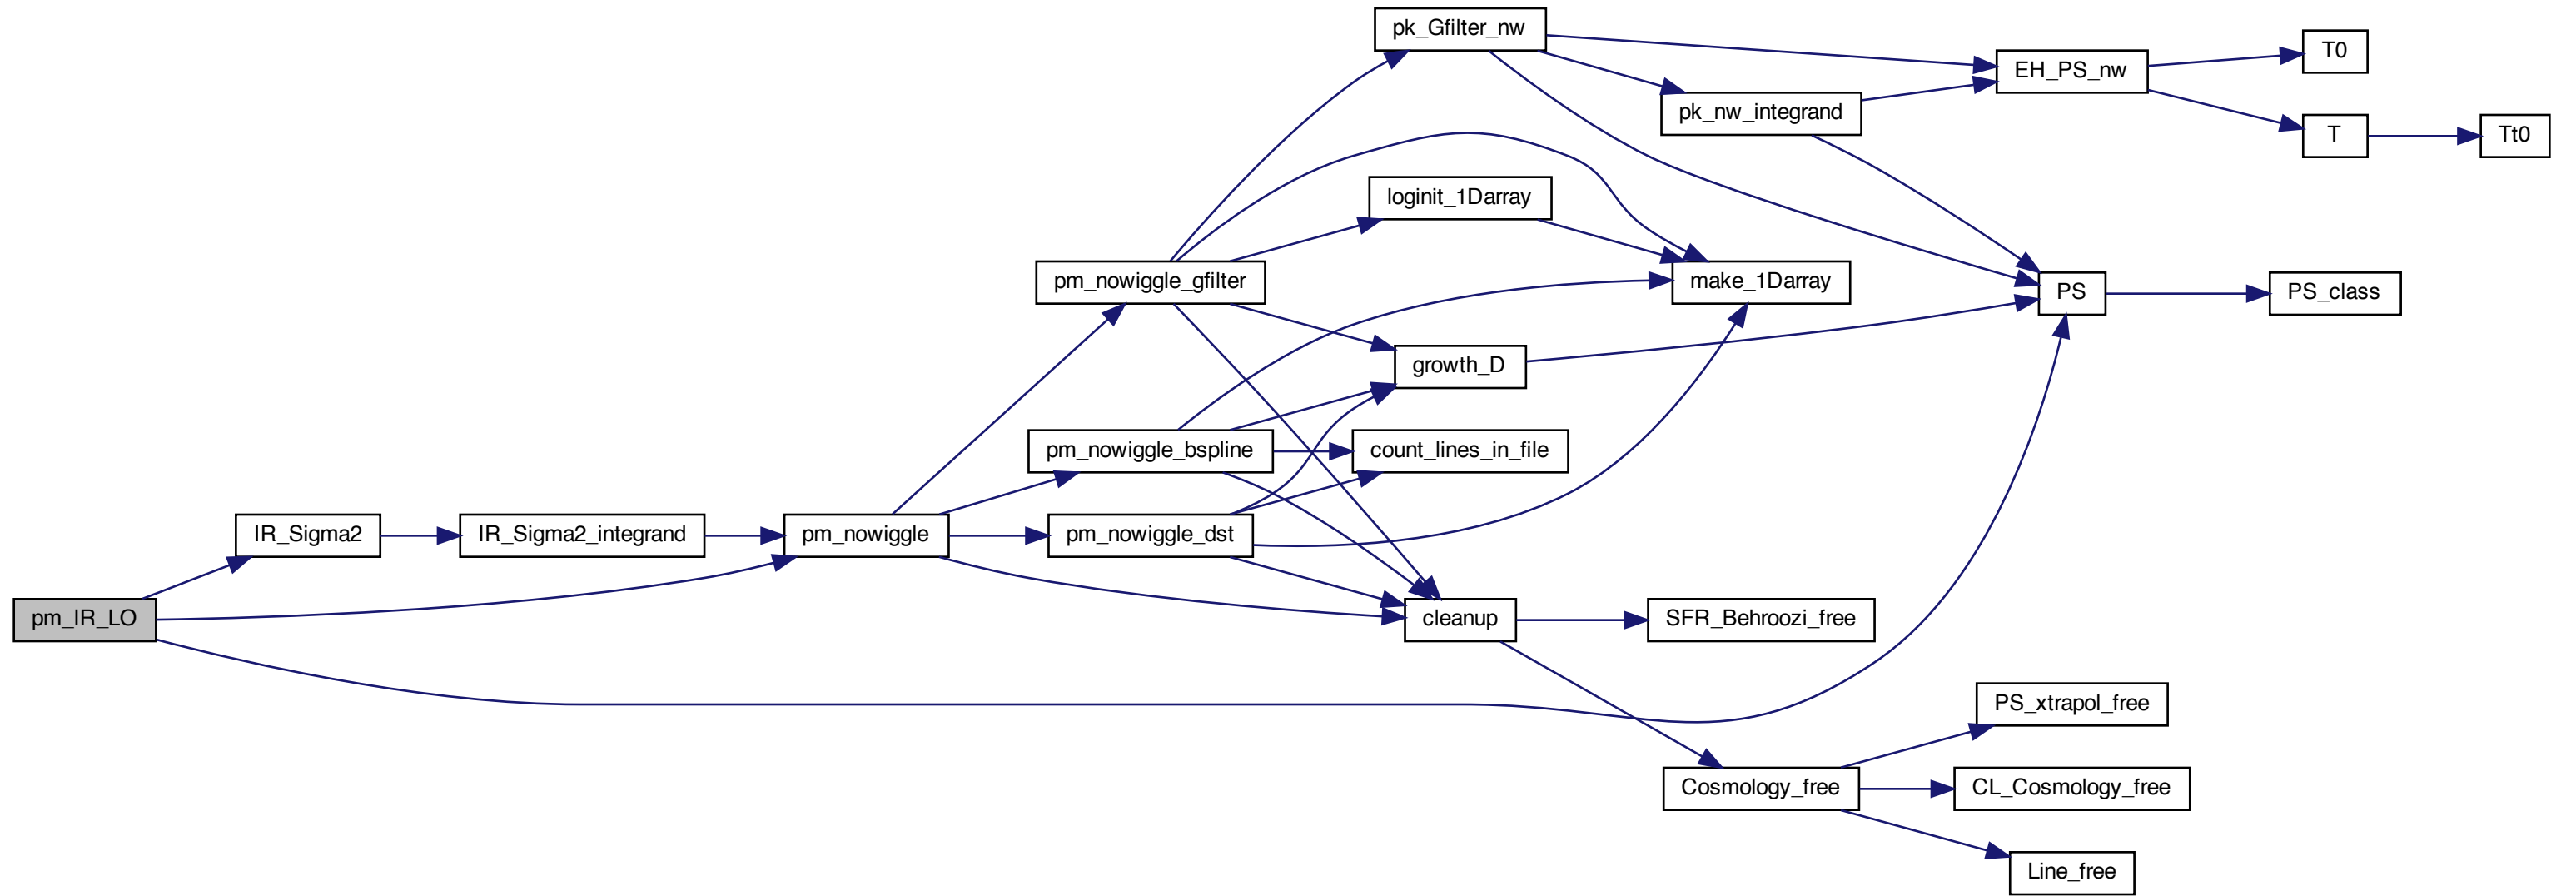 pk_Gfilter_nw
T0
EH_PS_nw
pk_nw_integrand
T
Tt0
loginit_1Darray
pm_nowiggle_gfilter
make_1Darray
PS
PS_class
growth_D
pm_nowiggle_bspline
count_lines_in_file
IR_Sigma2
IR_Sigma2_integrand
pm_nowiggle
pm_nowiggle_dst
pm_IR_LO
cleanup
SFR_Behroozi_free
PS_xtrapol_free
Cosmology_free
CL_Cosmology_free
Line_free